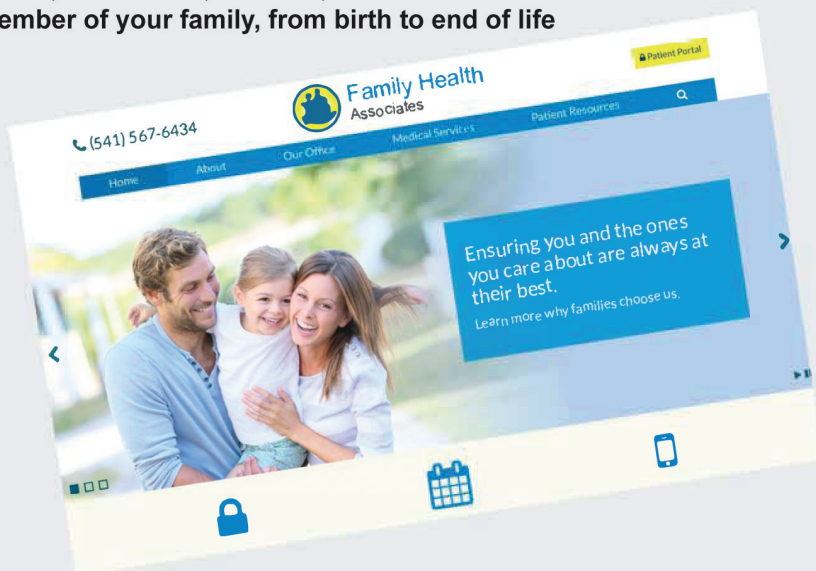 ember of your family, from birth to end of life
Patient Portal
Family Health
Associates
(541) 567-6434
Home About Our Office Medical Services Patient Resources
Ensuring you and the ones
you care about are always at
their best.
Learn more why families choose us.